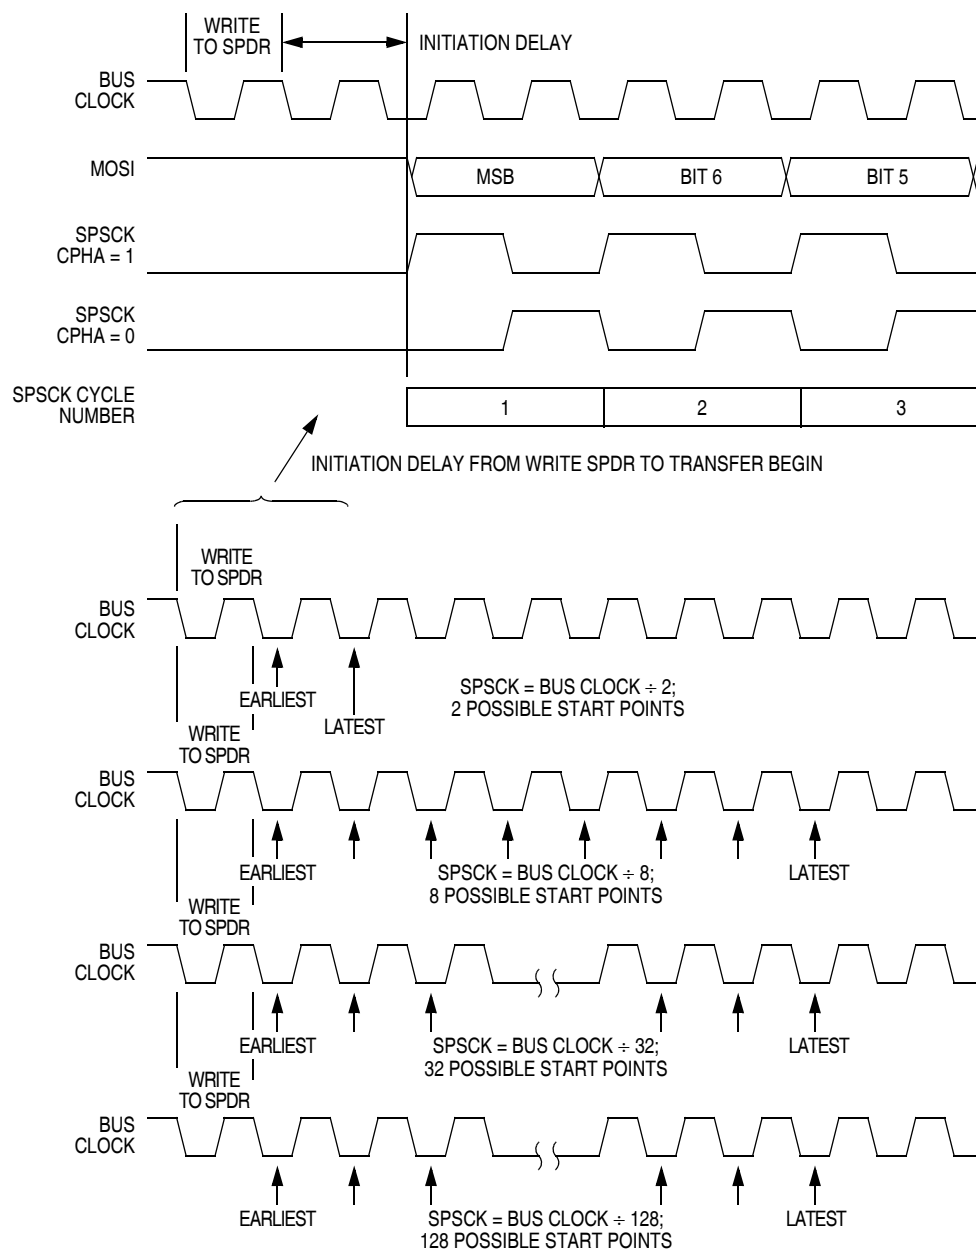 WRITE
TO SPDR
INITIATION DELAY
BUS
CLOCK
MOSI
MSB
BIT 6
BIT 5
SPSCK
CPHA = 1
SPSCK
CPHA = 0
SPSCK CYCLE
NUMBER
1
2
3
INITIATION DELAY FROM WRITE SPDR TO TRANSFER BEGIN
WRITE
TO SPDR
BUS
CLOCK
EARLIEST
LATEST
SPSCK = BUS CLOCK ÷ 2;
2 POSSIBLE START POINTS
WRITE
TO SPDR
BUS
CLOCK
EARLIEST
SPSCK = BUS CLOCK ÷ 8;
8 POSSIBLE START POINTS
LATEST
WRITE
TO SPDR
BUS
CLOCK
EARLIEST
SPSCK = BUS CLOCK ÷ 32;
32 POSSIBLE START POINTS
LATEST
WRITE
TO SPDR
BUS
CLOCK
EARLIEST
SPSCK = BUS CLOCK ÷ 128;
128 POSSIBLE START POINTS
LATEST